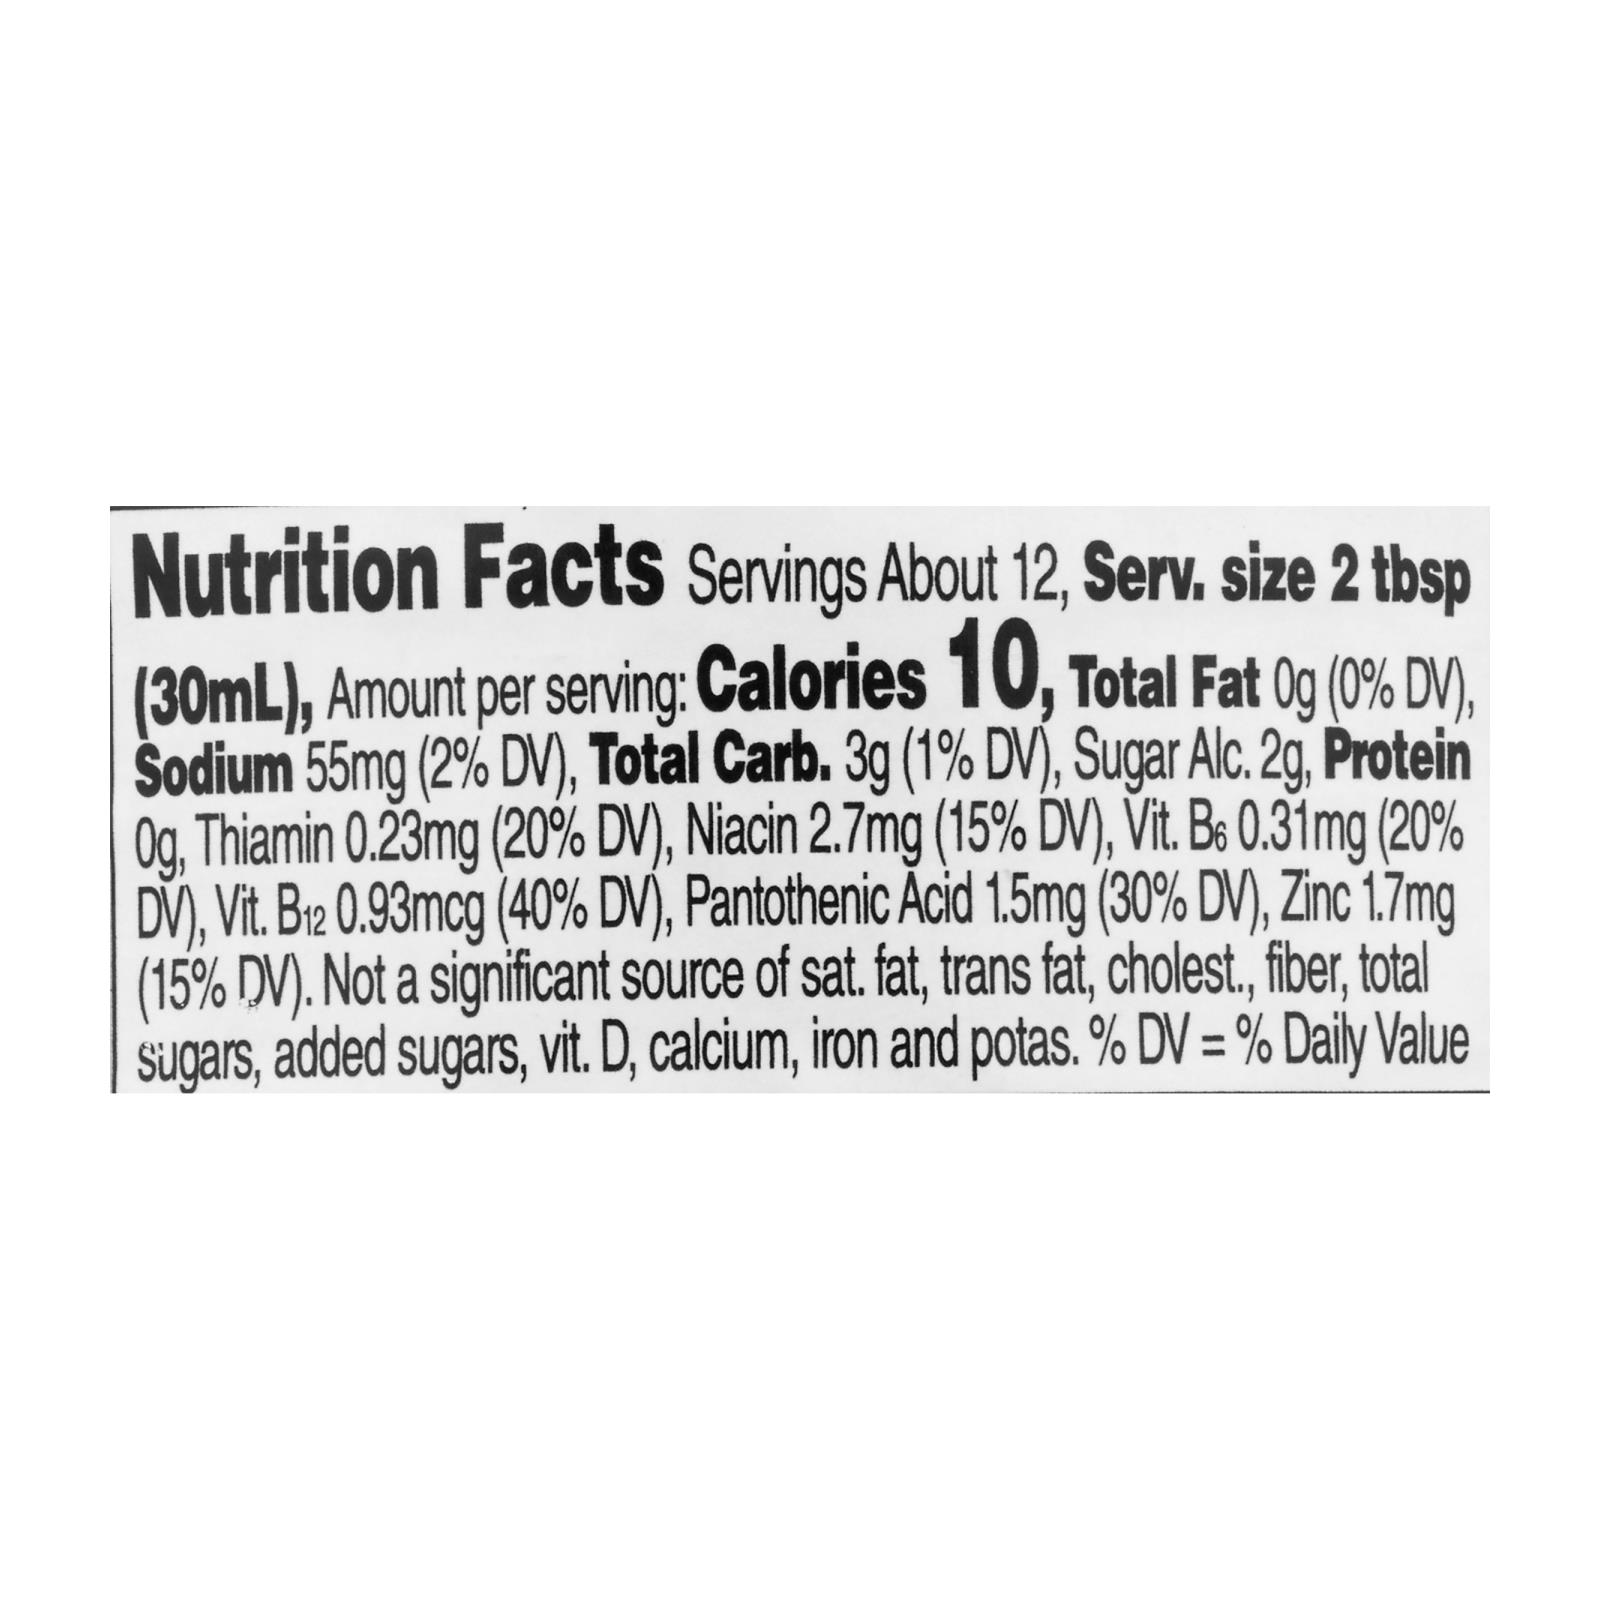 Nutrition Facts Servings About 12, Serv. size 2 tbsp
(30mL), Amount per serving: Calories 10, Total Fat 0g (0% DV),
Sodium 55mg (2% DV), Total Carb. 3g (1% DV), Sugar Alc. 2g, Protein
0g, Thiamin 0.23mg (20% DV), Niacin 2.7mg (15% DV), Vit. B6 0.31mg (20%
DV), Vit. B12 0.93mcg (40% DV), Pantothenic Acid 1.5mg (30% DV), Zinc 1.7mg
(15% DV). Not a significant source of sat. fat, trans fat, cholest., fiber, total
sugars, added sugars, vit. D, calcium, iron and potas. % DV = % Daily Value